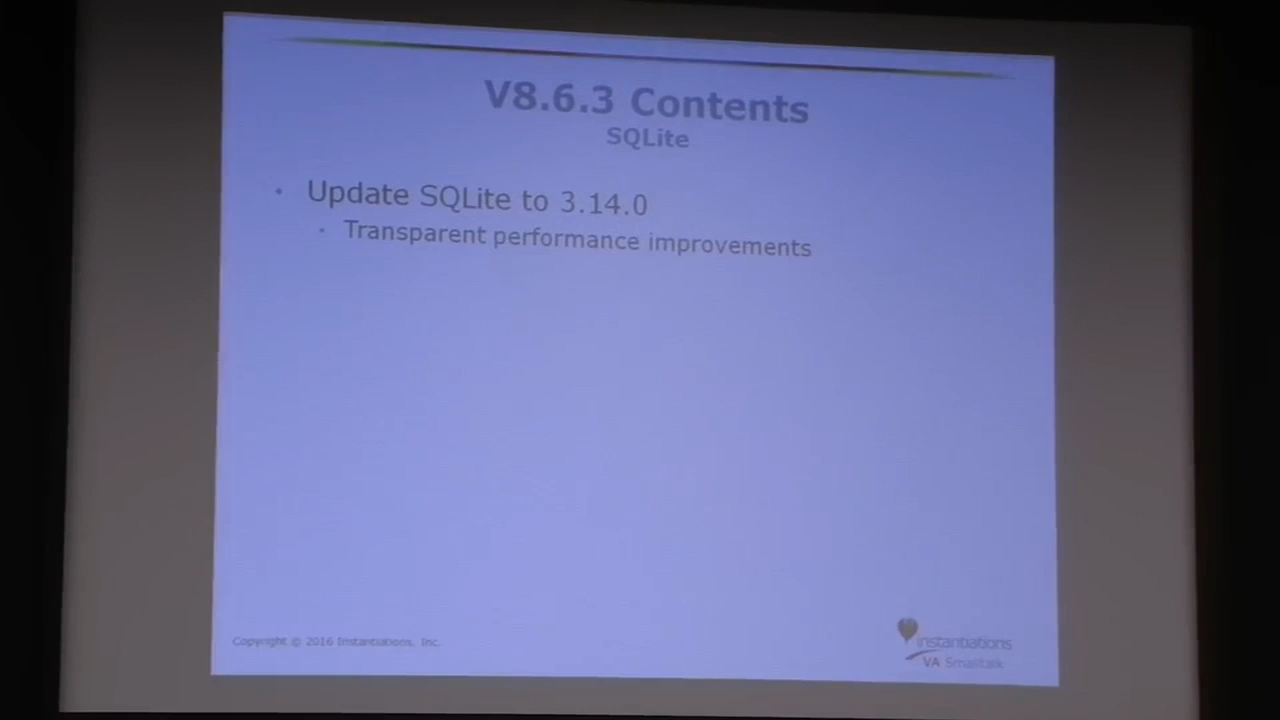 V8.6.3 Contents
SQLite
• Update SQLite to 3.14.0
• Transparent performance improvements
Copyright © 2016 Instantiations, Inc.
instantiations
VA Smalltalk